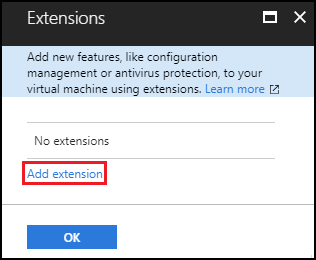 Extensions
Add new features, like configuration
management or antivirus protection, to your
virtual machine using extensions. Learn more
No extensions
Add extension
OK